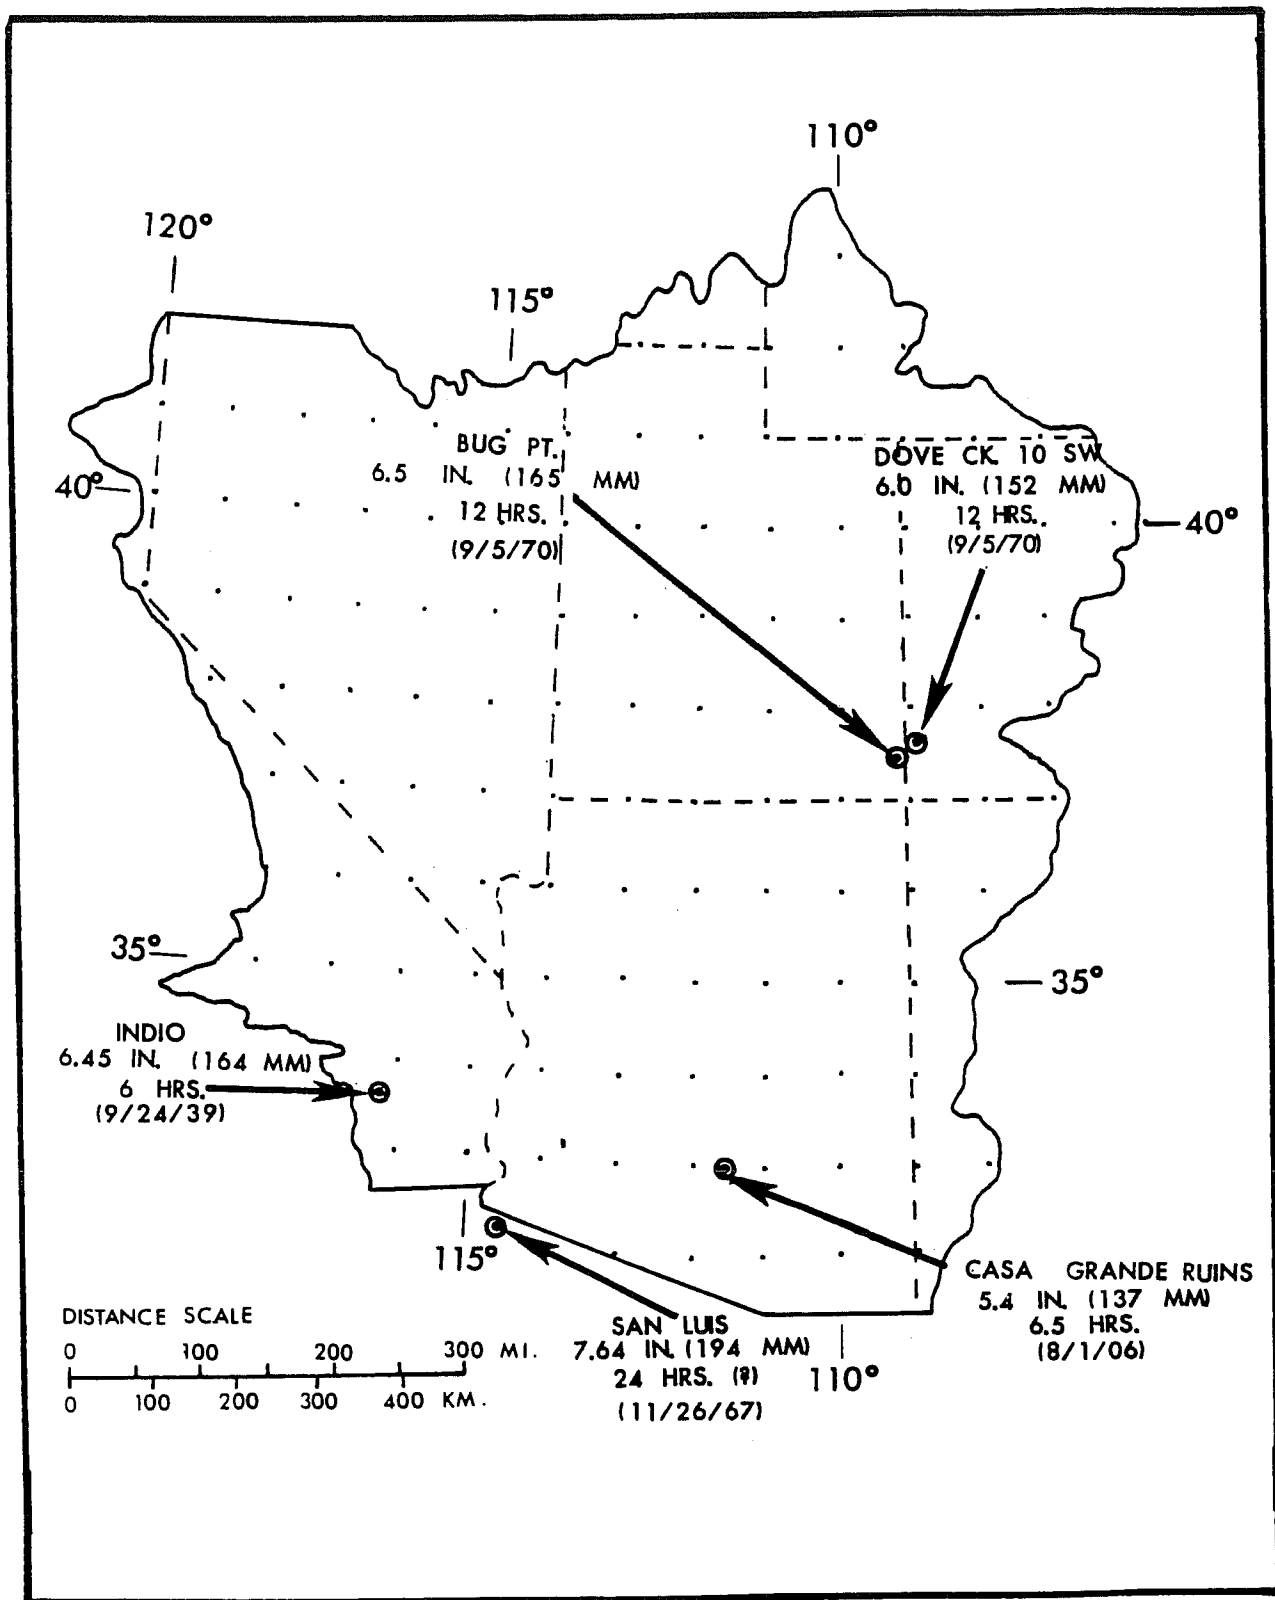 110°
120°
115°
BUG PT.
6.5 IN. (165 MM)
12 HRS.
(9/5/70)
DOVE CK. 10 SW
6.0 IN. (152 MM)
12 HRS.
(9/5/70)
40°
40°
35°
35°
INDIO
6.45 IN. (164 MM)
6 HRS.
(9/24/39)
115°
CASA GRANDE RUINS
5.4 IN. (137 MM)
6.5 HRS.
(8/1/06)
SAN LUIS
7.64 IN. (194 MM)
24 HRS. (?)
(11/26/67)
110°
DISTANCE SCALE
0 100 200 300 MI.
0 100 200 300 400 KM.